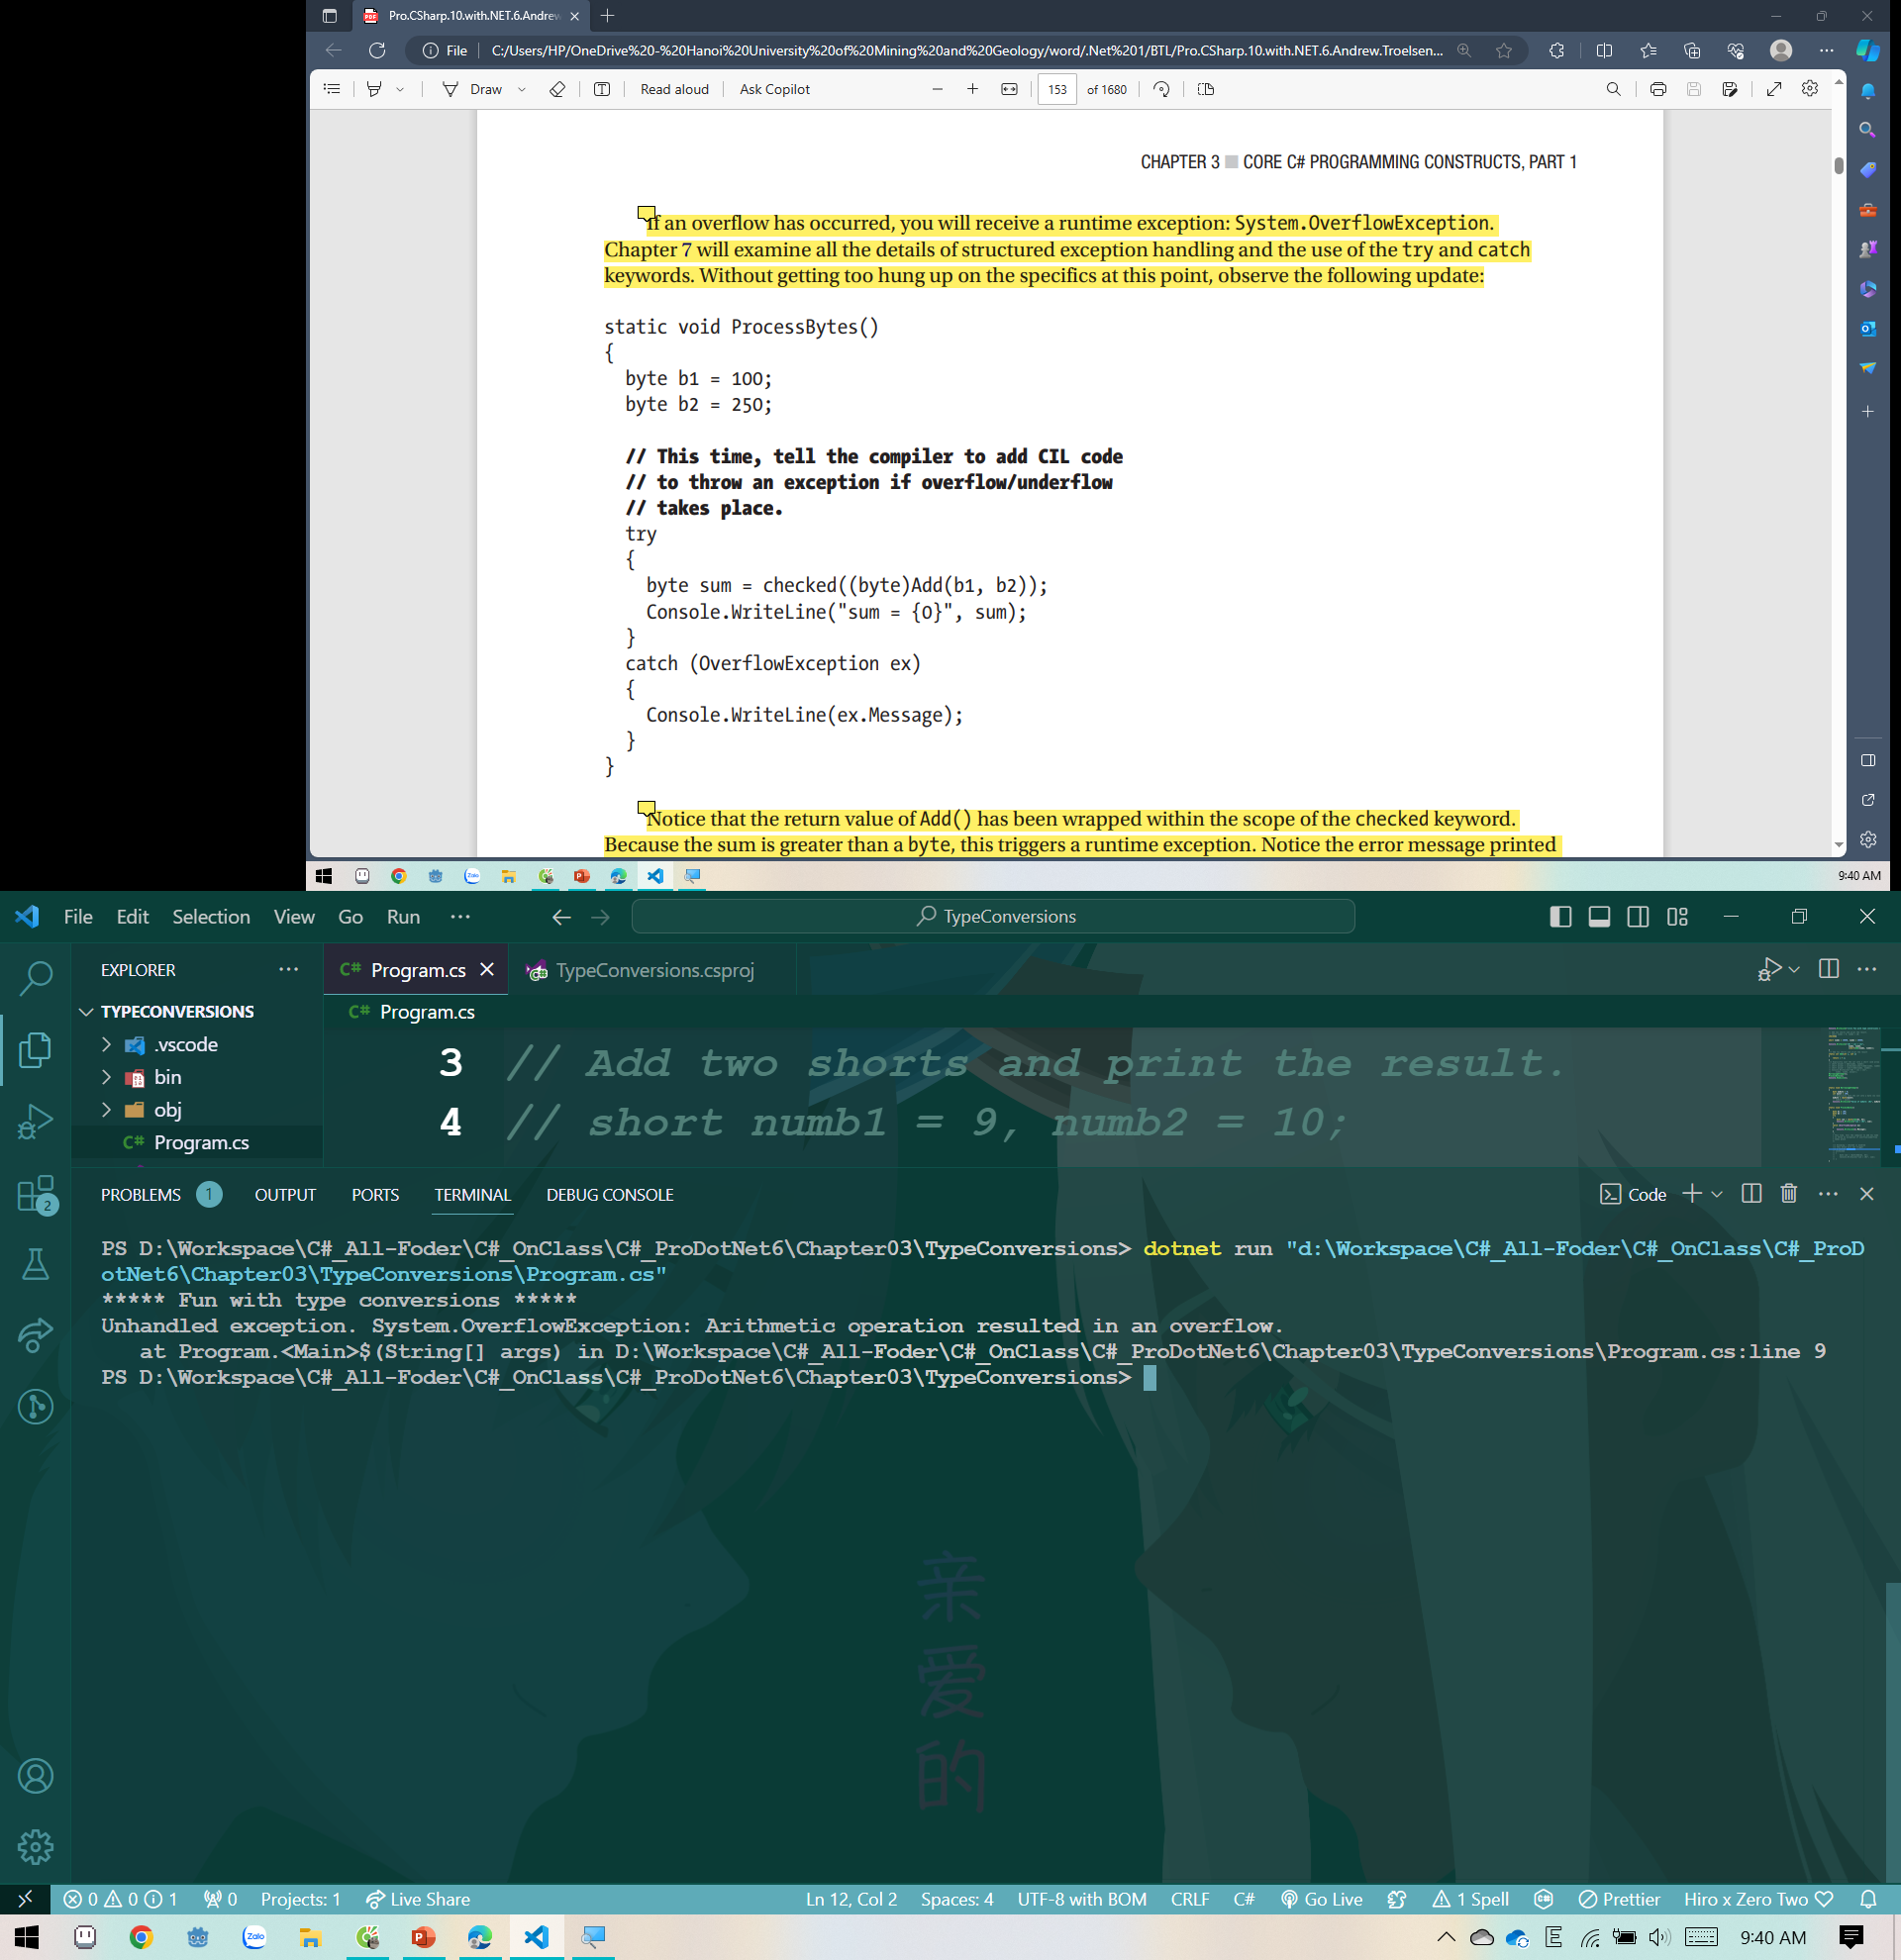 Pro.CSharp.10.with.NET.6.Andrew
File
C:/Users/HP/OneDrive%20-%20Hanoi%20University%20of%20Mining%20and%20Geology/word/.Net%201/BTL/Pro.CSharp.10.with.NET.6.Andrew.Troelsen...
Draw
Read aloud
Ask Copilot
153 of 1680
CHAPTER 3 ■ CORE C# PROGRAMMING CONSTRUCTS, PART 1
If an overflow has occurred, you will receive a runtime exception: System.OverflowException.
Chapter 7 will examine all the details of structured exception handling and the use of the try and catch
keywords. Without getting too hung up on the specifics at this point, observe the following update:
static void ProcessBytes()
{
byte b1 = 100;
byte b2 = 250;
// This time, tell the compiler to add CIL code
// to throw an exception if overflow/underflow
// takes place.
try
{
byte sum = checked((byte)Add(b1, b2));
Console.WriteLine("sum = {0}", sum);
}
catch (OverflowException ex)
{
Console.WriteLine(ex.Message);
}
}
Notice that the return value of Add() has been wrapped within the scope of the checked keyword.
Because the sum is greater than a byte, this triggers a runtime exception. Notice the error message printed
9:40 AM
File Edit Selection View Go Run ...
TypeConversions
EXPLORER
C# Program.cs
TypeConversions.csproj
TYPECONVERSIONS
C# Program.cs
.vscode
bin
obj
C# Program.cs
3 // Add two shorts and print the result.
4 // short numb1 = 9, numb2 = 10;
PROBLEMS 1 OUTPUT PORTS TERMINAL DEBUG CONSOLE
Code
2
PS D:\Workspace\C#_All-Foder\C#_OnClass\C#_ProDotNet6\Chapter03\TypeConversions> dotnet run "d:\Workspace\C#_All-Foder\C#_OnClass\C#_ProD
otNet6\Chapter03\TypeConversions\Program.cs"
***** Fun with type conversions *****
Unhandled exception. System.OverflowException: Arithmetic operation resulted in an overflow.
at Program.<Main>$(String[] args) in D:\Workspace\C#_All-Foder\C#_OnClass\C#_ProDotNet6\Chapter03\TypeConversions\Program.cs:line 9
PS D:\Workspace\C#_All-Foder\C#_OnClass\C#_ProDotNet6\Chapter03\TypeConversions>
亲
爱
的
0 0 1 0 Projects: 1 Live Share Ln 12, Col 2 Spaces: 4 UTF-8 with BOM CRLF C# Go Live 1 Spell Prettier Hiro x Zero Two
Zalo
9:40 AM